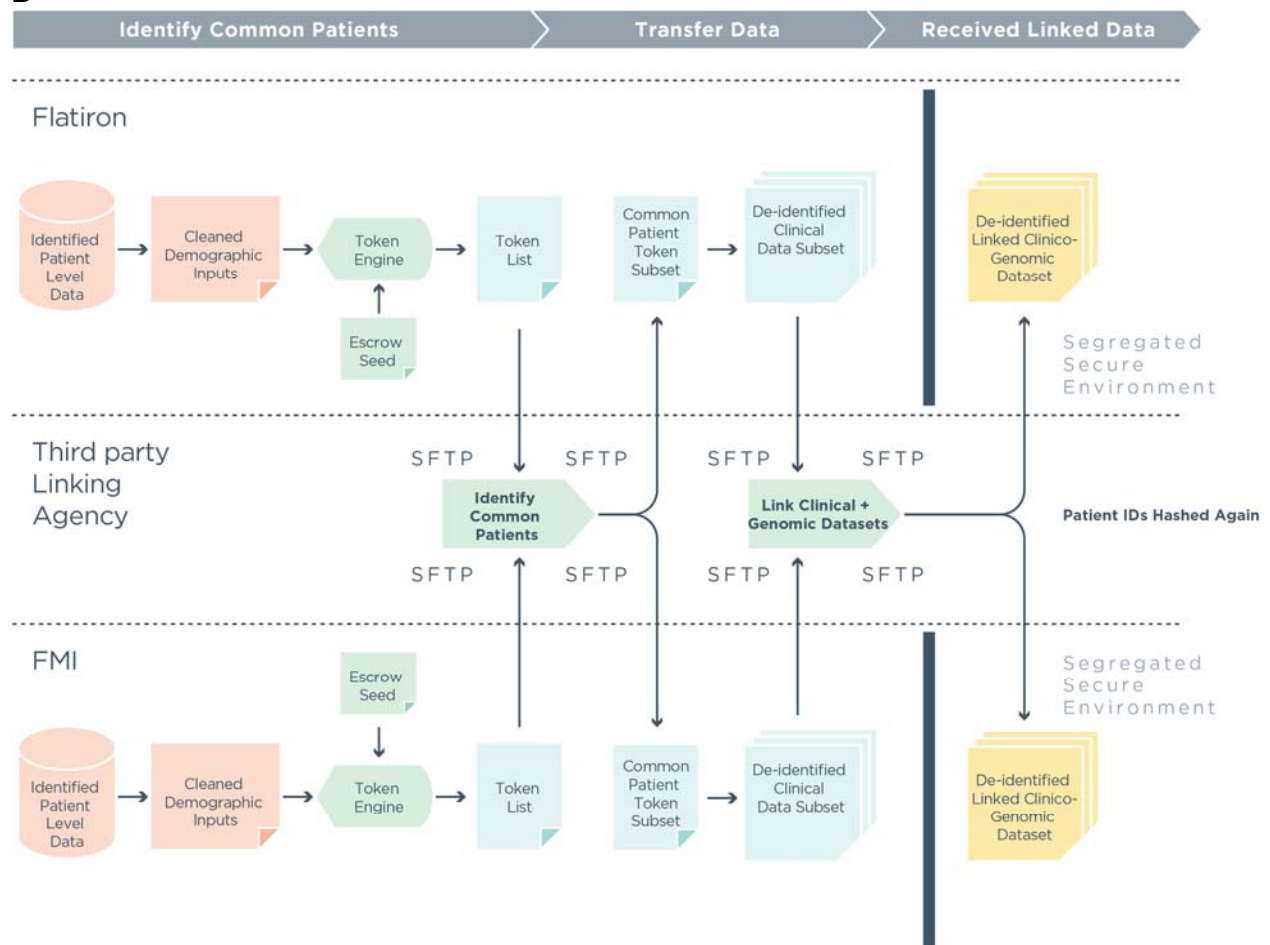 Identify Common Patients
Transfer Data
Received Linked Data
Flatiron
Identified
Patient
Level
Data
Cleaned
Demographic
Inputs
Token
Engine
Token
List
Common
Patient
Token
Subset
De-identified
Clinical
Data Subset
De-identified
Linked Clinico-
Genomic
Dataset
Escrow
Seed
Segregated
Secure
Environment
Third party
Linking
Agency
SFTP
SFTP
SFTP
SFTP
Identify
Common
Patients
Link Clinical +
Genomic Datasets
Patient IDs Hashed Again
SFTP
SFTP
SFTP
SFTP
FMI
Escrow
Seed
Segregated
Secure
Environment
Identified
Patient
Level
Data
Cleaned
Demographic
Inputs
Token
Engine
Token
List
Common
Patient
Token
Subset
De-identified
Clinical
Data Subset
De-identified
Linked Clinico-
Genomic
Dataset